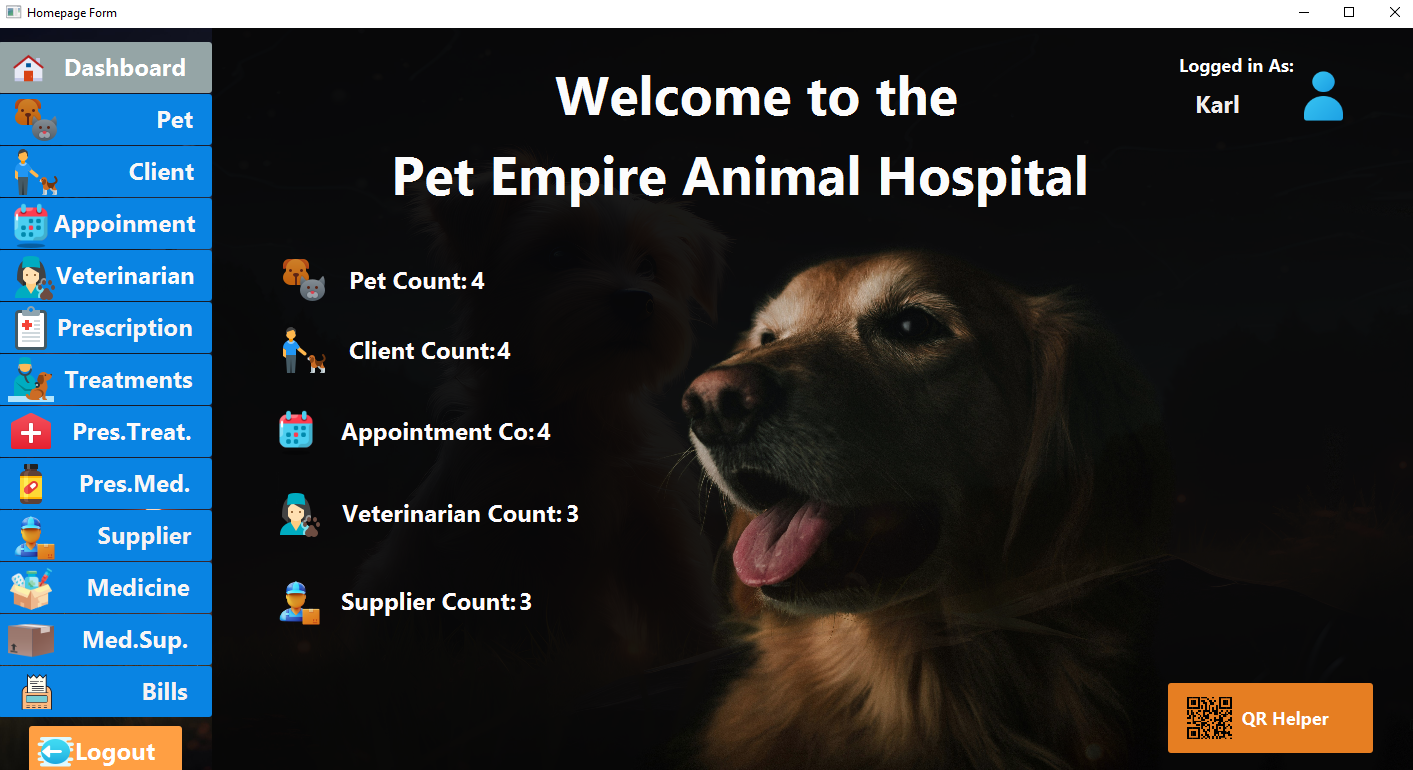 Homepage Form
Dashboard
Pet
Client
Appoinment
Veterinarian
Prescription
Treatments
Pres.Treat.
Pres.Med.
Supplier
Medicine
Med.Sup.
Bills
Logout
Welcome to the
Pet Empire Animal Hospital
Logged in As:
Karl
Pet Count: 4
Client Count: 4
Appointment Co: 4
Veterinarian Count: 3
Supplier Count: 3
QR Helper